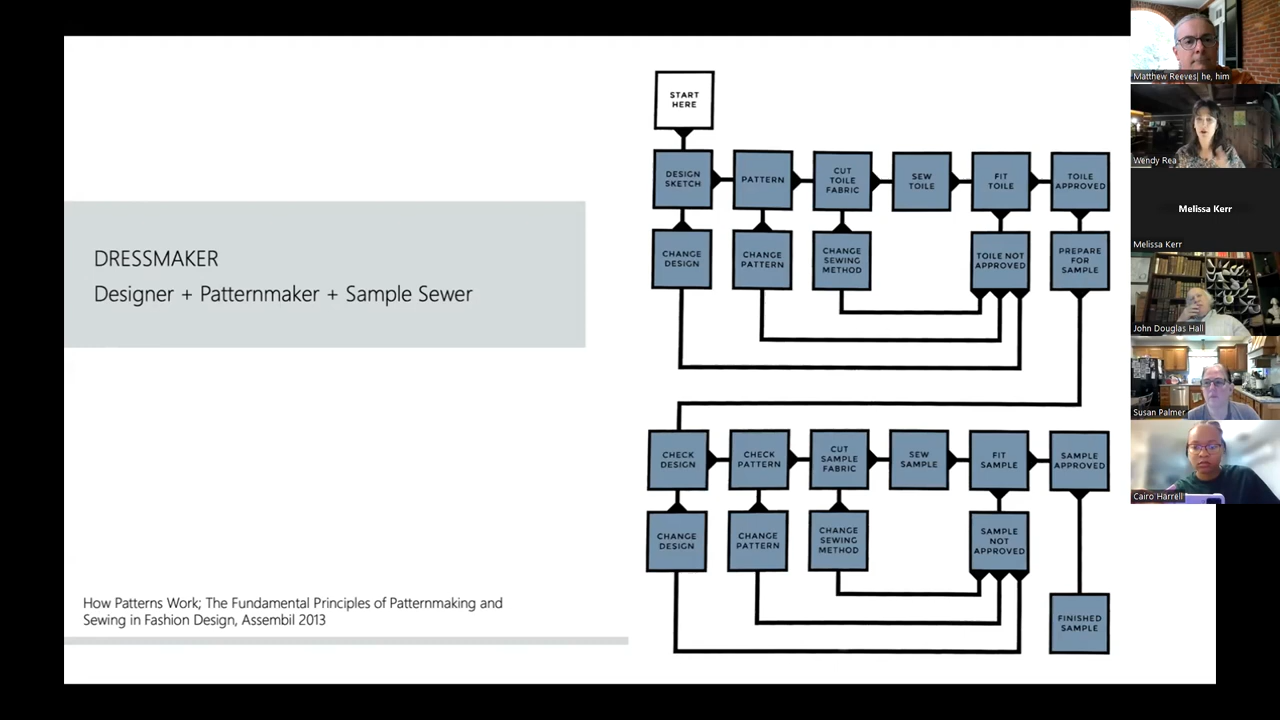 DRESSMAKER
Designer + Patternmaker + Sample Sewer
How Patterns Work; The Fundamental Principles of Patternmaking and
Sewing in Fashion Design, Assembil 2013
START
HERE
DESIGN
SKETCH
PATTERN
CUT
TOILE
FABRIC
SEW
TOILE
FIT
TOILE
TOILE
APPROVED
CHANGE
DESIGN
CHANGE
PATTERN
CHANGE
SEWING
METHOD
TOILE NOT
APPROVED
PREPARE
FOR
SAMPLE
CHECK
DESIGN
CHECK
PATTERN
CUT
SAMPLE
FABRIC
SEW
SAMPLE
FIT
SAMPLE
SAMPLE
APPROVED
CHANGE
DESIGN
CHANGE
PATTERN
CHANGE
SEWING
METHOD
SAMPLE
NOT
APPROVED
FINISHED
SAMPLE
Matthew Reeves| he, him
Wendy Rea
Melissa Kerr
Melissa Kerr
John Douglas Hall
Susan Palmer
Cairo Harrell